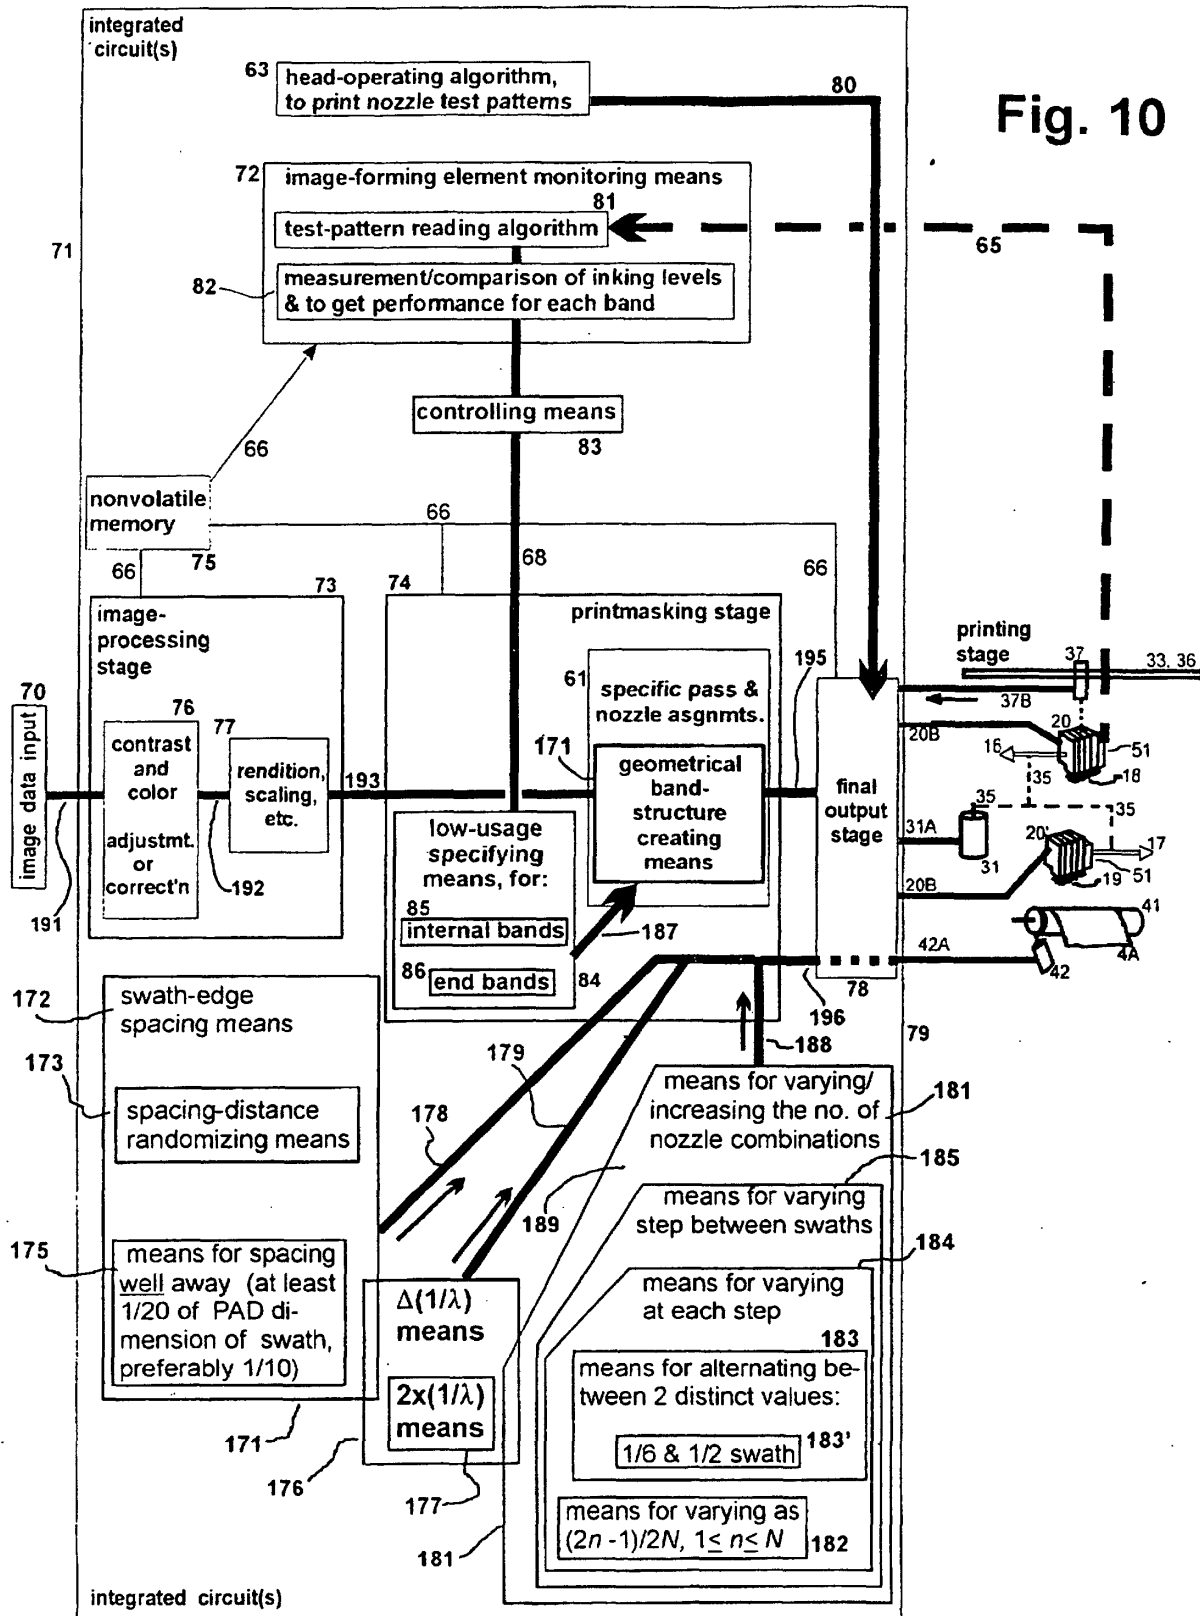 integrated
circuit(s)
63
head-operating algorithm,
to print nozzle test patterns
80
Fig. 10
72
image-forming element monitoring means
81
test-pattern reading algorithm
65
71
82
measurement/comparison of inking levels
& to get performance for each band
controlling means
83
66
nonvolatile
memory
75
66
66
68
66
73
image-
processing
stage
74
printmasking stage
printing
stage
37
33, 36
70
image data input
76
contrast
and
color
adjustmt.
or
correct'n
77
rendition,
scaling,
etc.
193
191
192
61
specific pass &
nozzle asgnmts.
171
geometrical
band-
structure
creating
means
195
final
output
stage
37B
20B
20
16
51
18
35
35
35
31A
31
20'
17
51
19
20B
low-usage
specifying
means, for:
85
internal bands
86
end bands
84
187
41
42A
42
4A
78
196
79
188
172
swath-edge
spacing means
173
spacing-distance
randomizing means
175
means for spacing
well away (at least
1/20 of PAD di-
mension of swath,
preferably 1/10)
171
178
179
Δ(1/λ)
means
2x(1/λ)
means
176
177
means for varying/
increasing the no. of
nozzle combinations
181
189
185
means for varying
step between swaths
184
means for varying
at each step
183
means for alternating be-
tween 2 distinct values:
1/6 & 1/2 swath
183'
means for varying as
(2n -1)/2N, 1≤ n≤ N
182
181
integrated circuit(s)